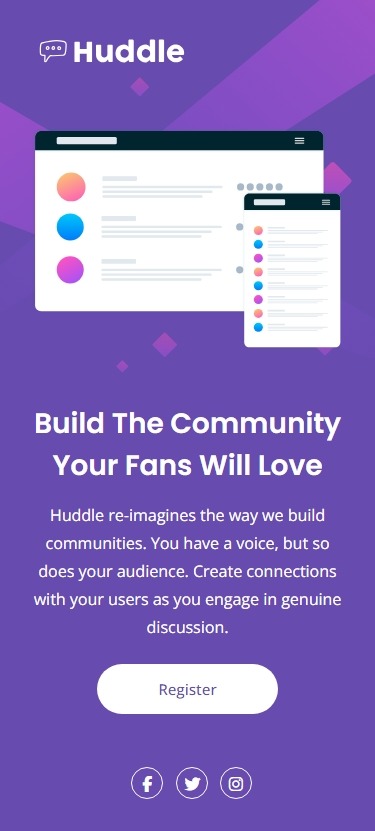 Huddle
Build The Community
Your Fans Will Love
Huddle re-imagines the way we build
communities. You have a voice, but so
does your audience. Create connections
with your users as you engage in genuine
discussion.
Register